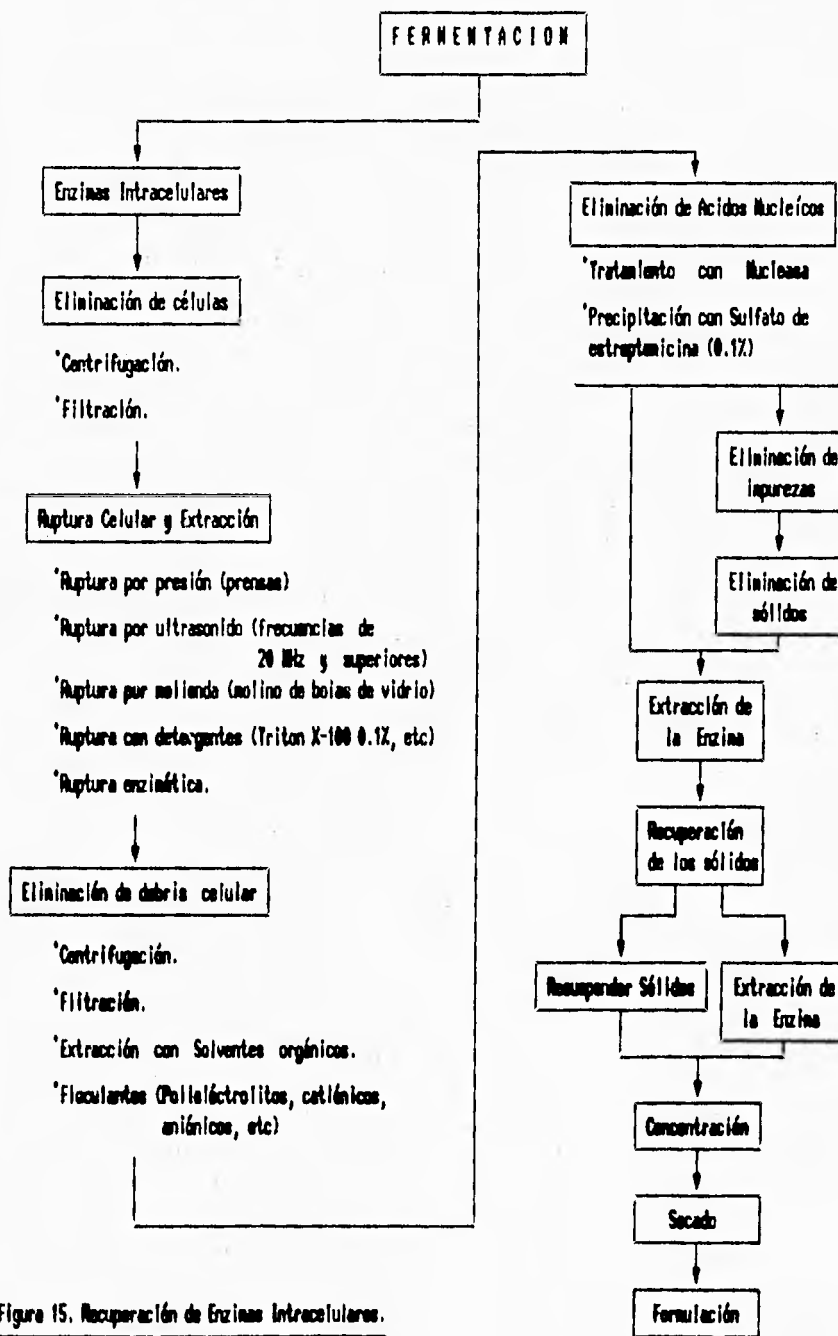 FERMENTACION
Enzimas Intracelulares
Eliminación de células
*Centrifugación.
*Filtración.
Ruptura Celular y Extracción
*Ruptura por presión (prensas)
*Ruptura por ultrasonido (frecuencias de
20 MHz y superiores)
*Ruptura por molienda (molino de bolas de vidrio)
*Ruptura con detergentes (Triton X-100 0.1%, etc)
*Ruptura enzimática.
Eliminación de debris celular
*Centrifugación.
*Filtración.
*Extracción con Solventes orgánicos.
*Floculantes (Polieléctrolitos, catiónicos,
aniónicos, etc)
Eliminación de Acidos Nucleícos
*Tratamiento con Nucleasa
*Precipitación con Sulfato de
estreptomicina (0.1%)
Eliminación de
impurezas
Eliminación de
sólidos
Extracción de
la Enzima
Recuperación
de los sólidos
Resuspender Sólidos
Extracción de
la Enzima
Concentración
Secado
Formulación
Figura 15. Recuperación de Enzimas Intracelulares.